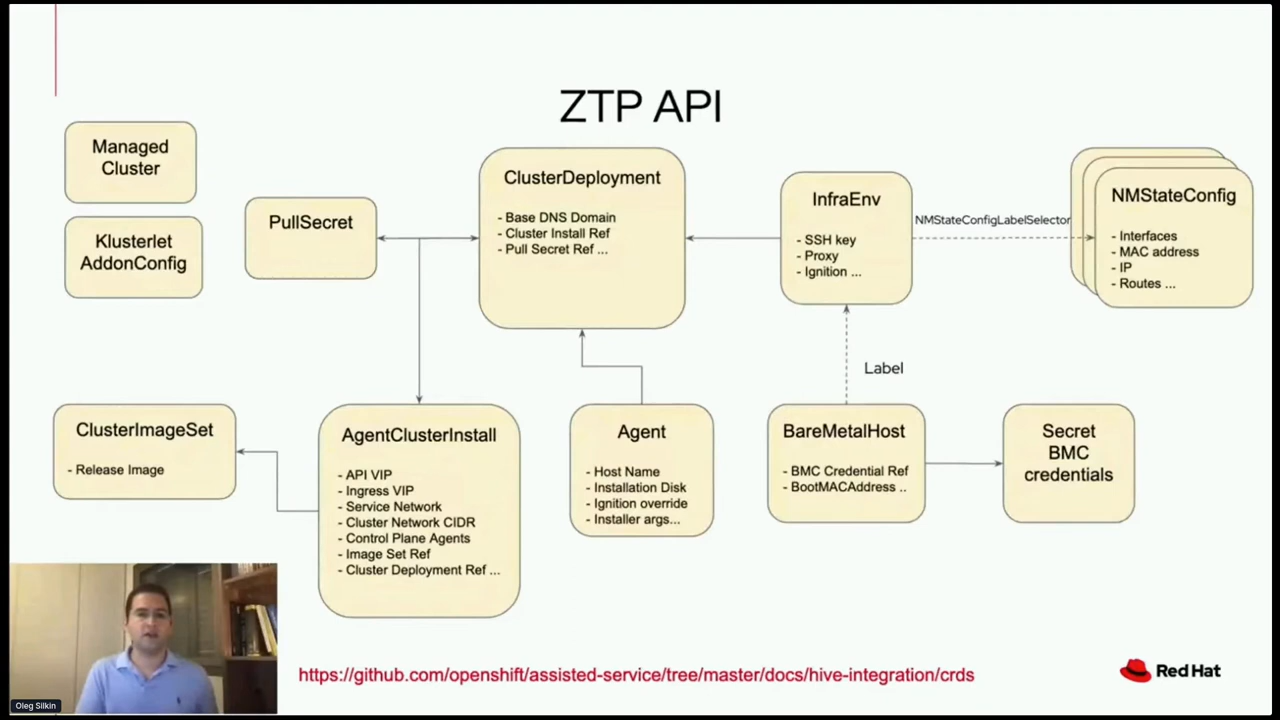 ZTP API
Managed
Cluster
Klusterlet
AddonConfig
PullSecret
ClusterDeployment
- Base DNS Domain
- Cluster Install Ref
- Pull Secret Ref ...
InfraEnv
- SSH key
- Proxy
- Ignition ...
NMStateConfigLabelSelector
NMStateConfig
- Interfaces
- MAC address
- IP
- Routes ...
Label
ClusterImageSet
- Release Image
AgentClusterInstall
- API VIP
- Ingress VIP
- Service Network
- Cluster Network CIDR
- Control Plane Agents
- Image Set Ref
- Cluster Deployment Ref ...
Agent
- Host Name
- Installation Disk
- Ignition override
- Installer args...
BareMetalHost
- BMC Credential Ref
- BootMACAddress ..
Secret
BMC
credentials
https://github.com/openshift/assisted-service/tree/master/docs/hive-integration/crds
Red Hat
Oleg Silkin